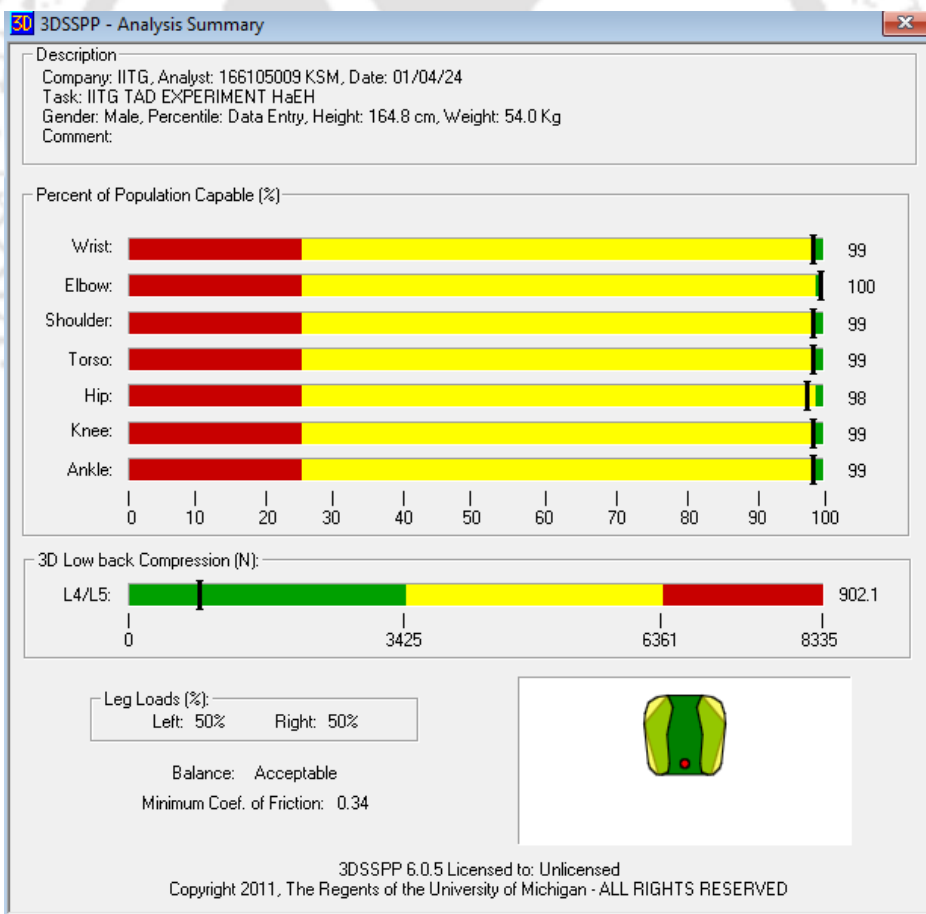 3D 3DSSPP - Analysis Summary
Description
Company: IITG, Analyst: 166105009 KSM, Date: 01/04/24
Task: IITG TAD EXPERIMENT HaEH
Gender: Male, Percentile: Data Entry, Height: 164.8 cm, Weight: 54.0 Kg
Comment:
Percent of Population Capable (%)
Wrist: 99
Elbow: 100
Shoulder: 99
Torso: 99
Hip: 98
Knee: 99
Ankle: 99
0 10 20 30 40 50 60 70 80 90 100
3D Low back Compression (N):
L4/L5: 902.1
0 3425 6361 8335
Leg Loads (%):
Left: 50% Right: 50%
Balance: Acceptable
Minimum Coef. of Friction: 0.34
3DSSPP 6.0.5 Licensed to: Unlicensed
Copyright 2011, The Regents of the University of Michigan - ALL RIGHTS RESERVED